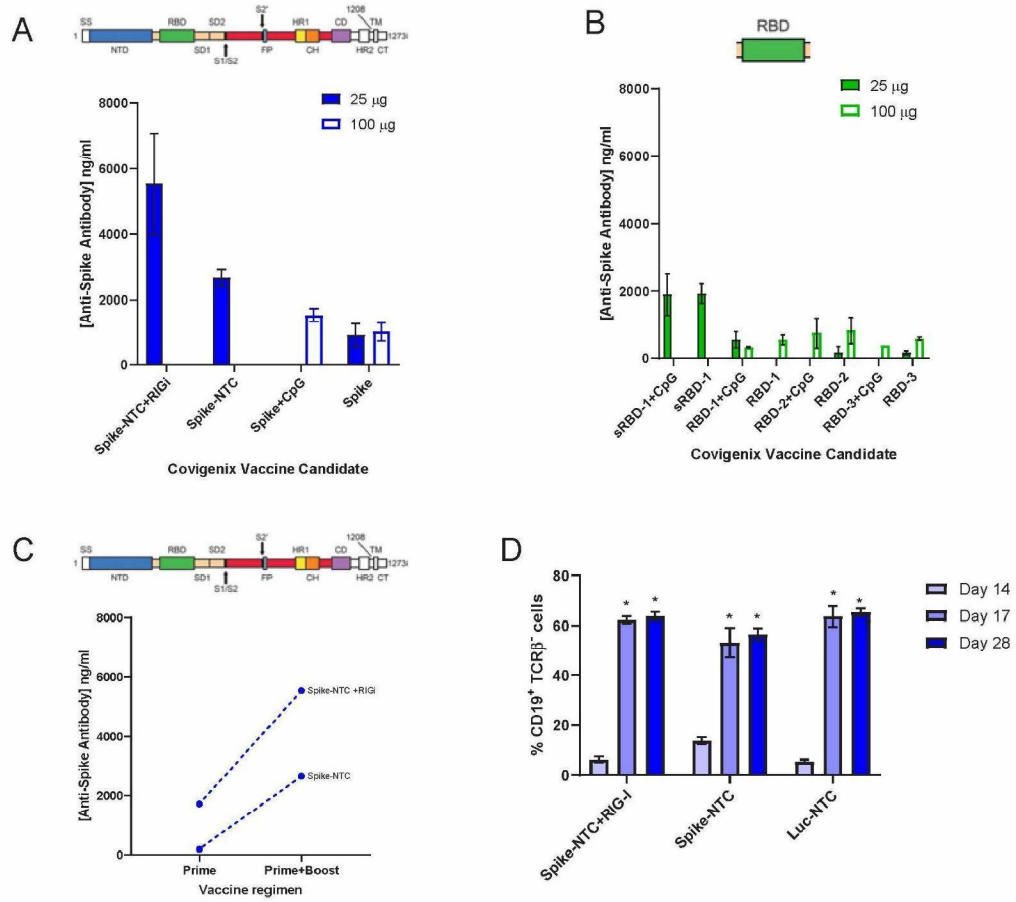 A
SS
RBD
SD2
S2'
HR1
CD
1208
TM
1
NTD
SD1
FP
CH
HR2
CT
S1/S2
25 µg
100 µg
[Anti-Spike Antibody] ng/ml
8000
6000
4000
2000
0
Spike-NTC+RIGi
Spike-NTC
Spike+CpG
Spike
Covigenix Vaccine Candidate
B
RBD
25 µg
100 µg
[Anti-Spike Antibody] ng/ml
8000
6000
4000
2000
0
sRBD-1+CpG
sRBD-1
RBD-1+CpG
RBD-1
RBD-2+CpG
RBD-2
RBD-3+CpG
RBD-3
Covigenix Vaccine Candidate
C
SS
RBD
SD2
S2'
HR1
CD
1208
TM
1
NTD
SD1
FP
CH
HR2
CT
S1/S2
[Anti-Spike Antibody] ng/ml
8000
6000
4000
2000
0
Spike-NTC +RIGi
Spike-NTC
Prime
Prime+Boost
Vaccine regimen
D
% CD19⁺ TCRβ⁻ cells
80
60
40
20
0
* * * * * *
Day 14
Day 17
Day 28
Spike-NTC+RIG-I
Spike-NTC
Luc-NTC